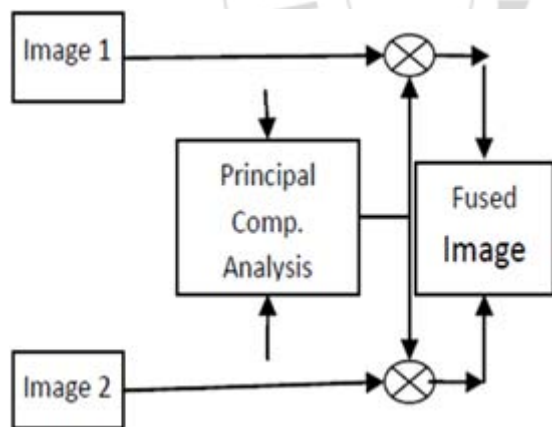 Image 1
Principal
Comp.
Analysis
Fused
Image
Image 2